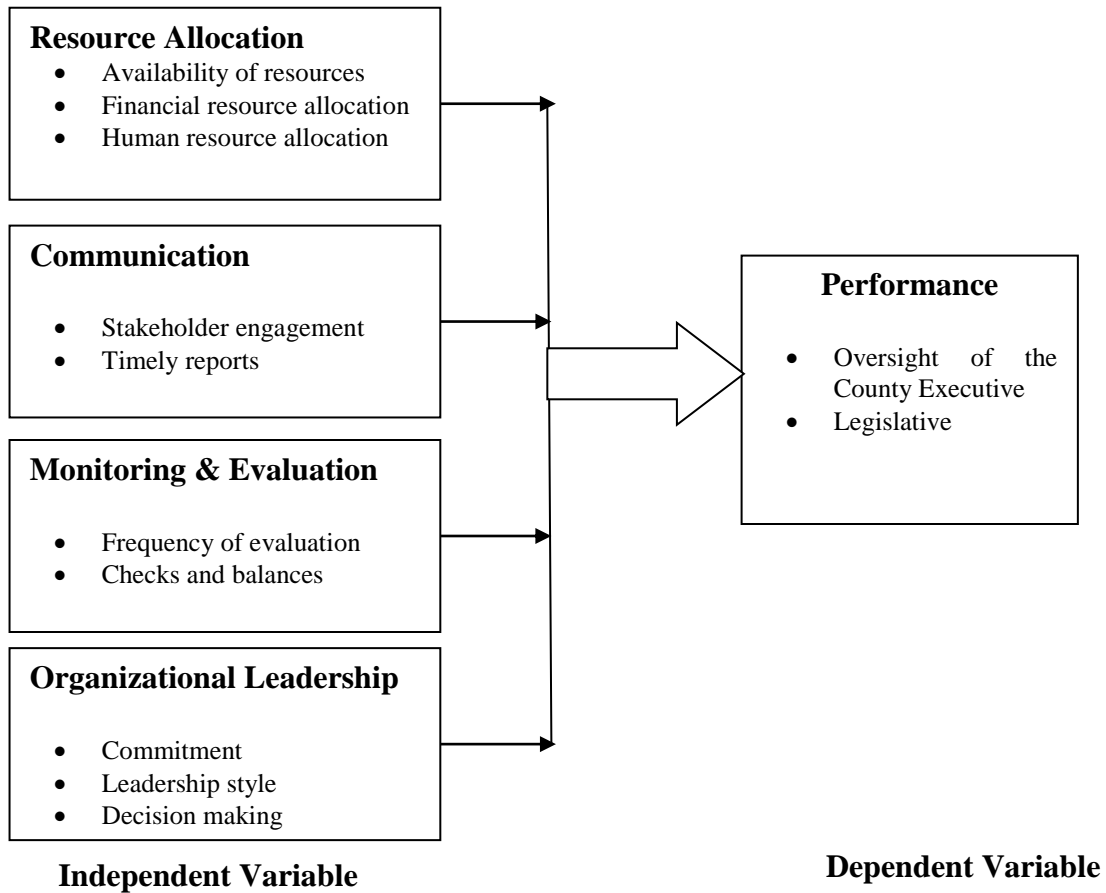 Resource Allocation
• Availability of resources
• Financial resource allocation
• Human resource allocation
Communication
• Stakeholder engagement
• Timely reports
Monitoring & Evaluation
• Frequency of evaluation
• Checks and balances
Organizational Leadership
• Commitment
• Leadership style
• Decision making
Independent Variable
Performance
• Oversight of the
County Executive
• Legislative
Dependent Variable